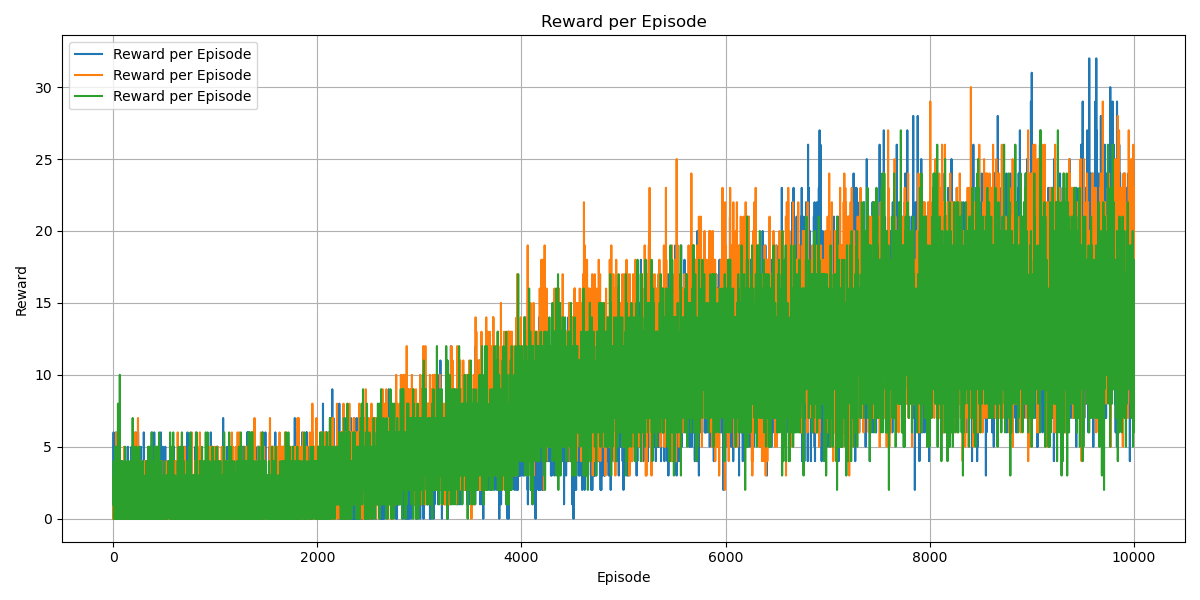 Reward per Episode
Reward per Episode
Reward per Episode
Reward per Episode
Reward
30
25
20
15
10
5
0
0 2000 4000 6000 8000 10000
Episode